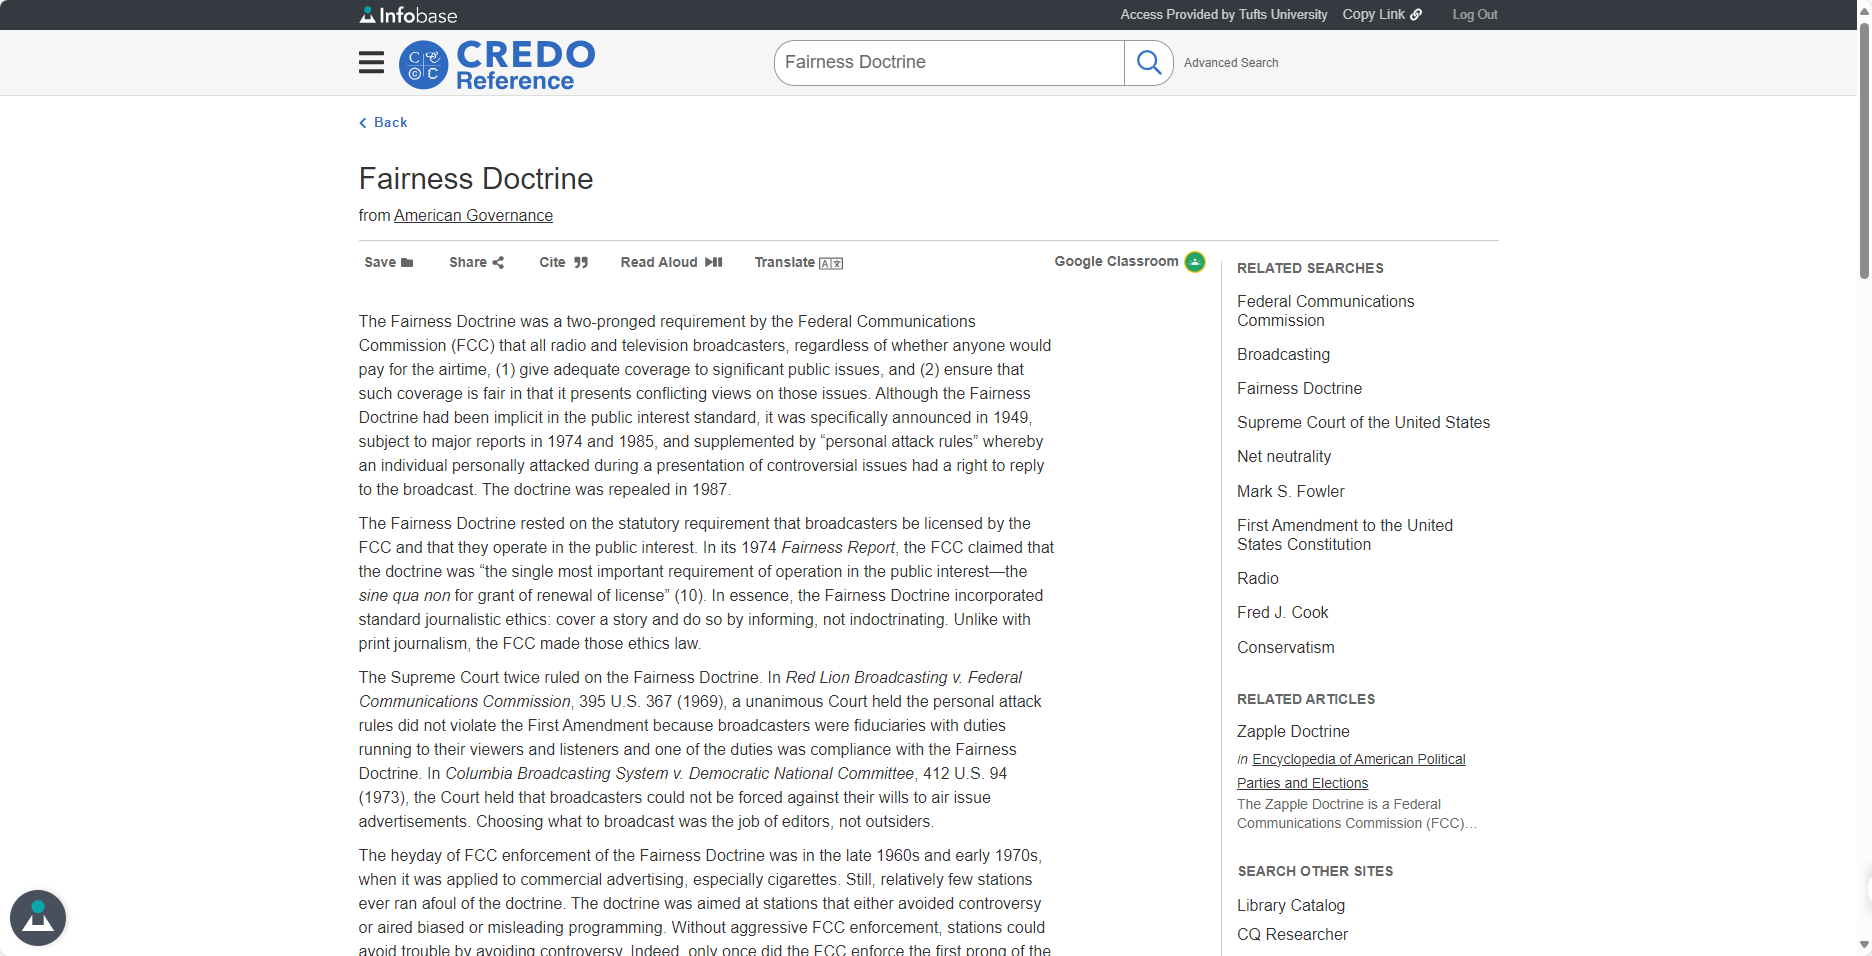 Infobase
Access Provided by Tufts University
Copy Link
Log Out
CREDO
Reference
Fairness Doctrine
Advanced Search
Back
Fairness Doctrine
from American Governance
Save
Share
Cite
Read Aloud
Translate
Google Classroom
The Fairness Doctrine was a two-pronged requirement by the Federal Communications
Commission (FCC) that all radio and television broadcasters, regardless of whether anyone would
pay for the airtime, (1) give adequate coverage to significant public issues, and (2) ensure that
such coverage is fair in that it presents conflicting views on those issues. Although the Fairness
Doctrine had been implicit in the public interest standard, it was specifically announced in 1949,
subject to major reports in 1974 and 1985, and supplemented by “personal attack rules” whereby
an individual personally attacked during a presentation of controversial issues had a right to reply
to the broadcast. The doctrine was repealed in 1987.
The Fairness Doctrine rested on the statutory requirement that broadcasters be licensed by the
FCC and that they operate in the public interest. In its 1974 Fairness Report, the FCC claimed that
the doctrine was “the single most important requirement of operation in the public interest—the
sine qua non for grant of renewal of license” (10). In essence, the Fairness Doctrine incorporated
standard journalistic ethics: cover a story and do so by informing, not indoctrinating. Unlike with
print journalism, the FCC made those ethics law.
The Supreme Court twice ruled on the Fairness Doctrine. In Red Lion Broadcasting v. Federal
Communications Commission, 395 U.S. 367 (1969), a unanimous Court held the personal attack
rules did not violate the First Amendment because broadcasters were fiduciaries with duties
running to their viewers and listeners and one of the duties was compliance with the Fairness
Doctrine. In Columbia Broadcasting System v. Democratic National Committee, 412 U.S. 94
(1973), the Court held that broadcasters could not be forced against their wills to air issue
advertisements. Choosing what to broadcast was the job of editors, not outsiders.
The heyday of FCC enforcement of the Fairness Doctrine was in the late 1960s and early 1970s,
when it was applied to commercial advertising, especially cigarettes. Still, relatively few stations
ever ran afoul of the doctrine. The doctrine was aimed at stations that either avoided controversy
or aired biased or misleading programming. Without aggressive FCC enforcement, stations could
avoid trouble by avoiding controversy. Indeed, only once did the FCC enforce the first prong of the
RELATED SEARCHES
Federal Communications
Commission
Broadcasting
Fairness Doctrine
Supreme Court of the United States
Net neutrality
Mark S. Fowler
First Amendment to the United
States Constitution
Radio
Fred J. Cook
Conservatism
RELATED ARTICLES
Zapple Doctrine
in Encyclopedia of American Political
Parties and Elections
The Zapple Doctrine is a Federal
Communications Commission (FCC)…
SEARCH OTHER SITES
Library Catalog
CQ Researcher